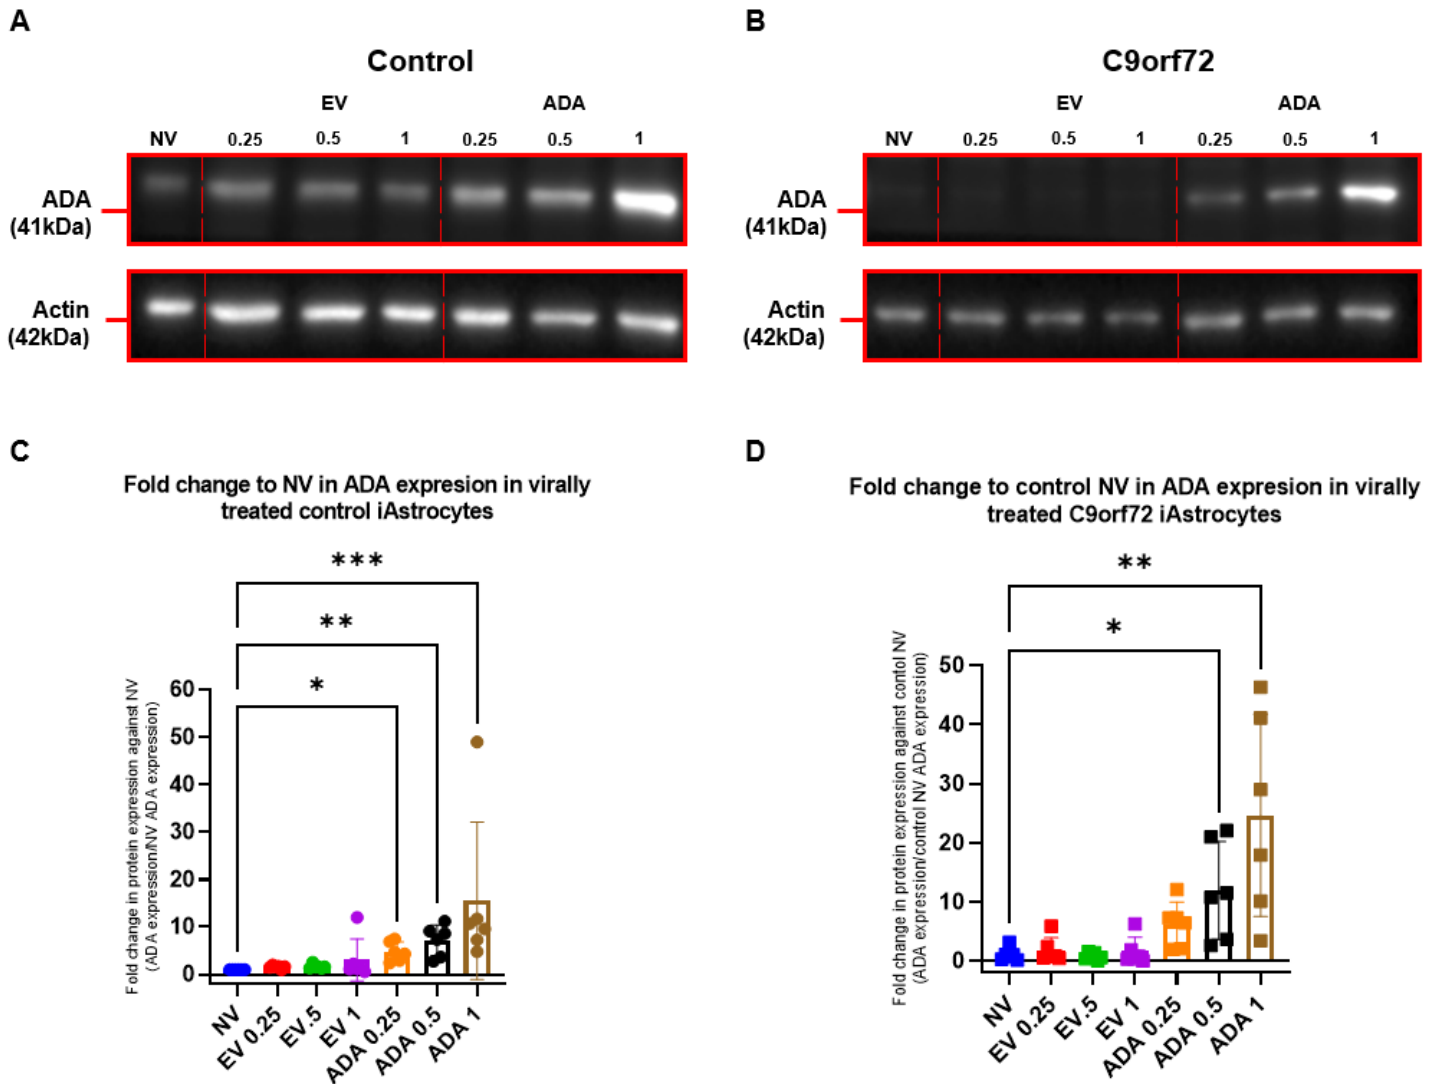 A
Control
EV ADA
NV 0.25 0.5 1 0.25 0.5 1
ADA
(41kDa)
Actin
(42kDa)
B
C9orf72
EV ADA
NV 0.25 0.5 1 0.25 0.5 1
ADA
(41kDa)
Actin
(42kDa)
C
Fold change to NV in ADA expresion in virally
treated control iAstrocytes
***
**
*
Fold change in protein expression against NV
(ADA expression/NV ADA expression)
60
50
40
30
20
10
0
NV
EV 0.25
EV.5
EV 1
ADA 0.25
ADA 0.5
ADA 1
D
Fold change to control NV in ADA expresion in virally
treated C9orf72 iAstrocytes
**
*
Fold change in protein expression against contol NV
(ADA expression/control NV ADA expression)
50
40
30
20
10
0
NV
EV 0.25
EV.5
EV 1
ADA 0.25
ADA 0.5
ADA 1